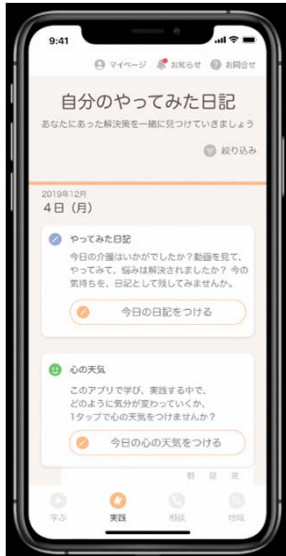 9:41
マイページ お知らせ お問合せ
自分のやってみた日記
あなたにあった解決策を一緒に見つけていきましょう
絞り込み
2019年12月
4日（月）
やってみた日記
今日の介護はいかがでしたか？動画を見て、
やってみて、悩みは解決されましたか？ 今の
気持ちを、日記として残してみませんか。
今日の日記をつける
心の天気
このアプリで学び、実践する中で、
どのように気分が変わっていくか、
1タップで心の天気をつけませんか？
今日の心の天気をつける
朝 昼 夜
学ぶ 実践 相談 地域